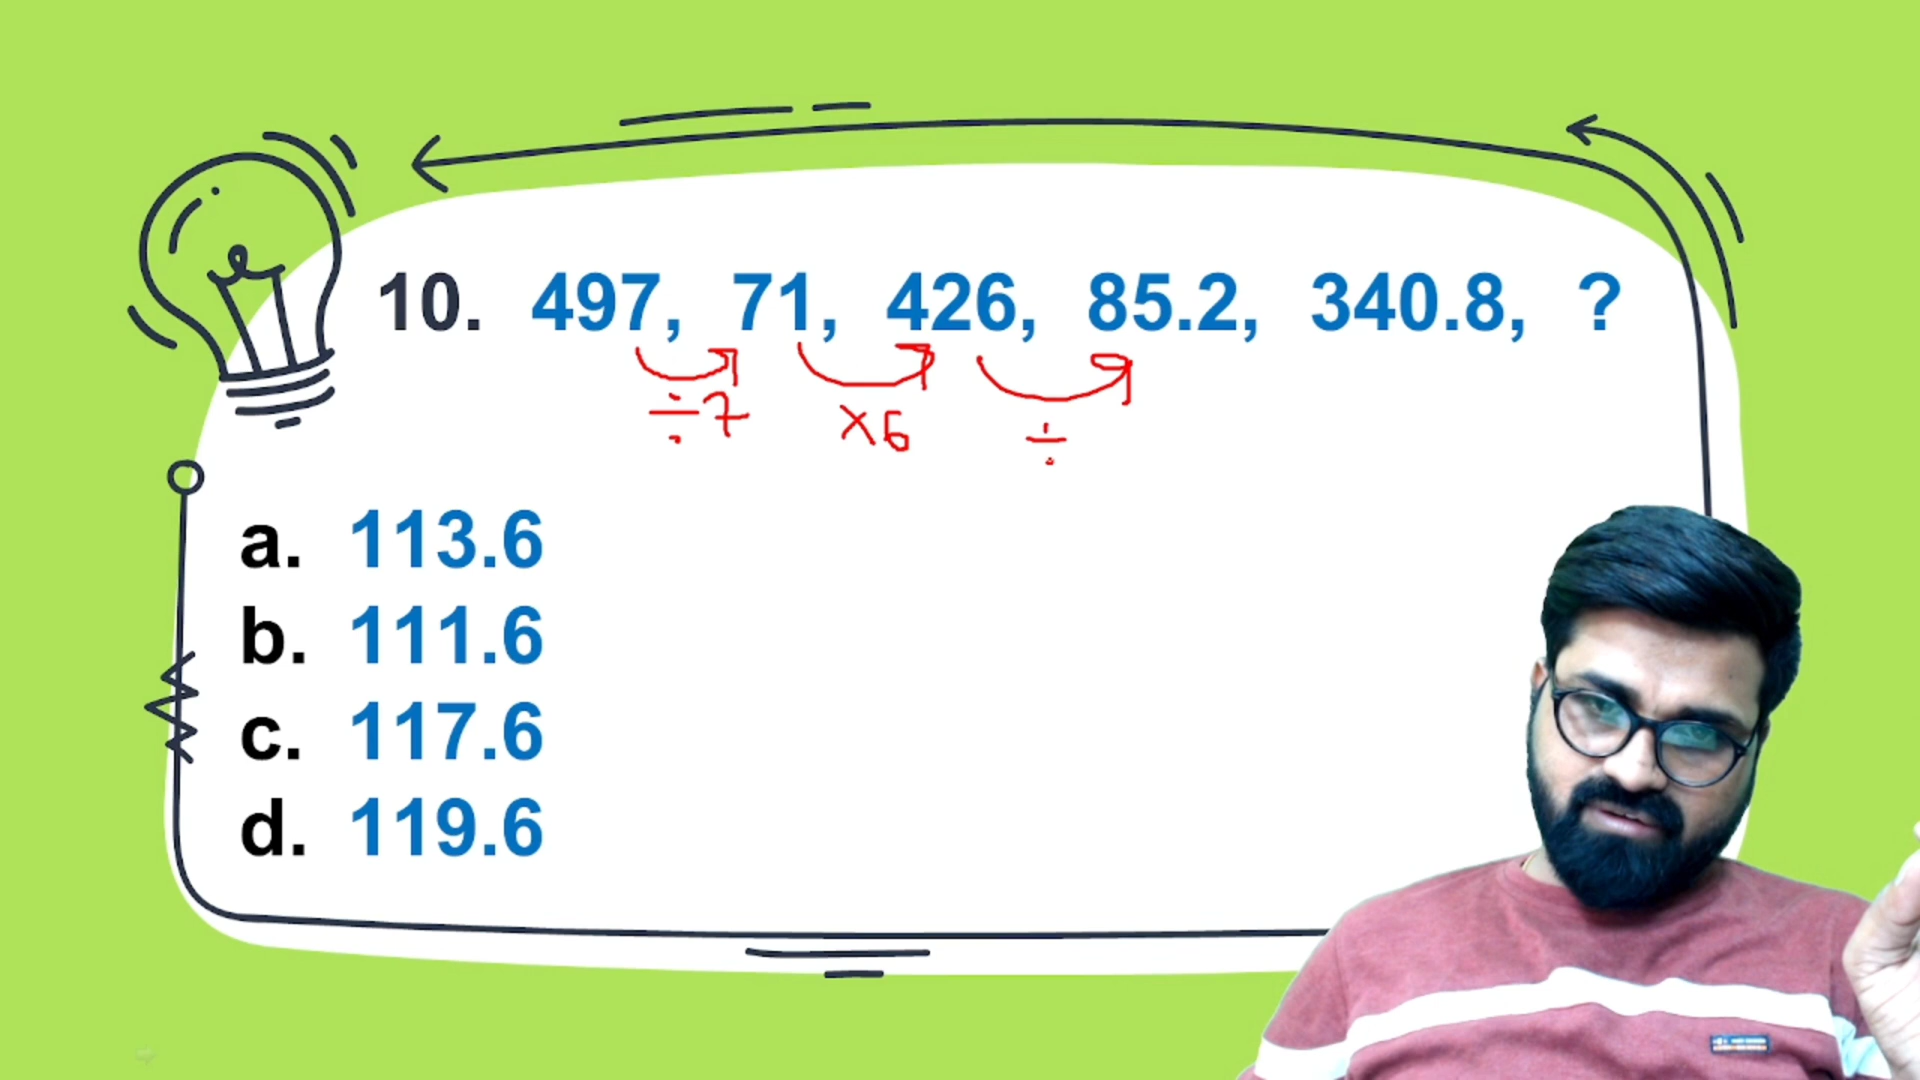 10. 497, 71, 426, 85.2, 340.8, ?
÷7 ×6 ÷
a. 113.6
b. 111.6
c. 117.6
d. 119.6